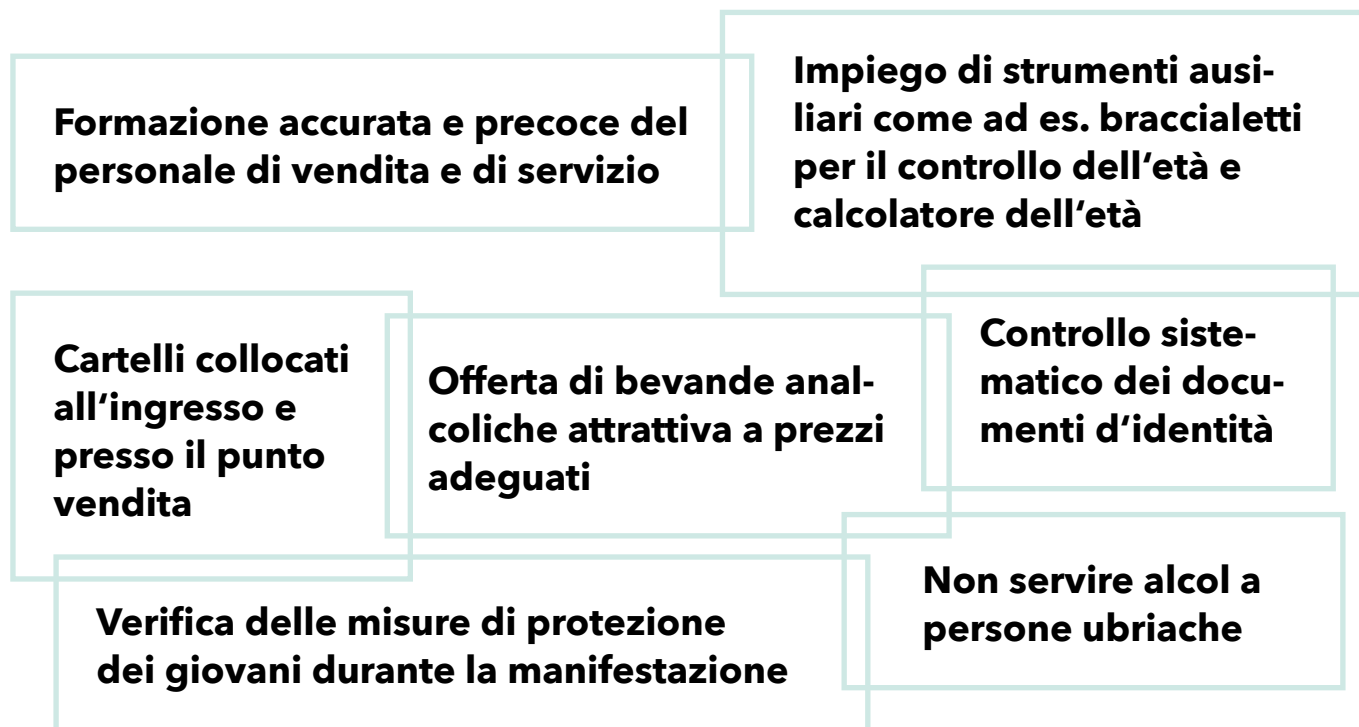 Formazione accurata e precoce del
personale di vendita e di servizio
Impiego di strumenti ausi-
liari come ad es. braccialetti
per il controllo dell‘età e
calcolatore dell‘età
Cartelli collocati
all‘ingresso e
presso il punto
vendita
Offerta di bevande anal-
coliche attrattiva a prezzi
adeguati
Controllo siste-
matico dei docu-
menti d‘identità
Verifica delle misure di protezione
dei giovani durante la manifestazione
Non servire alcol a
persone ubriache